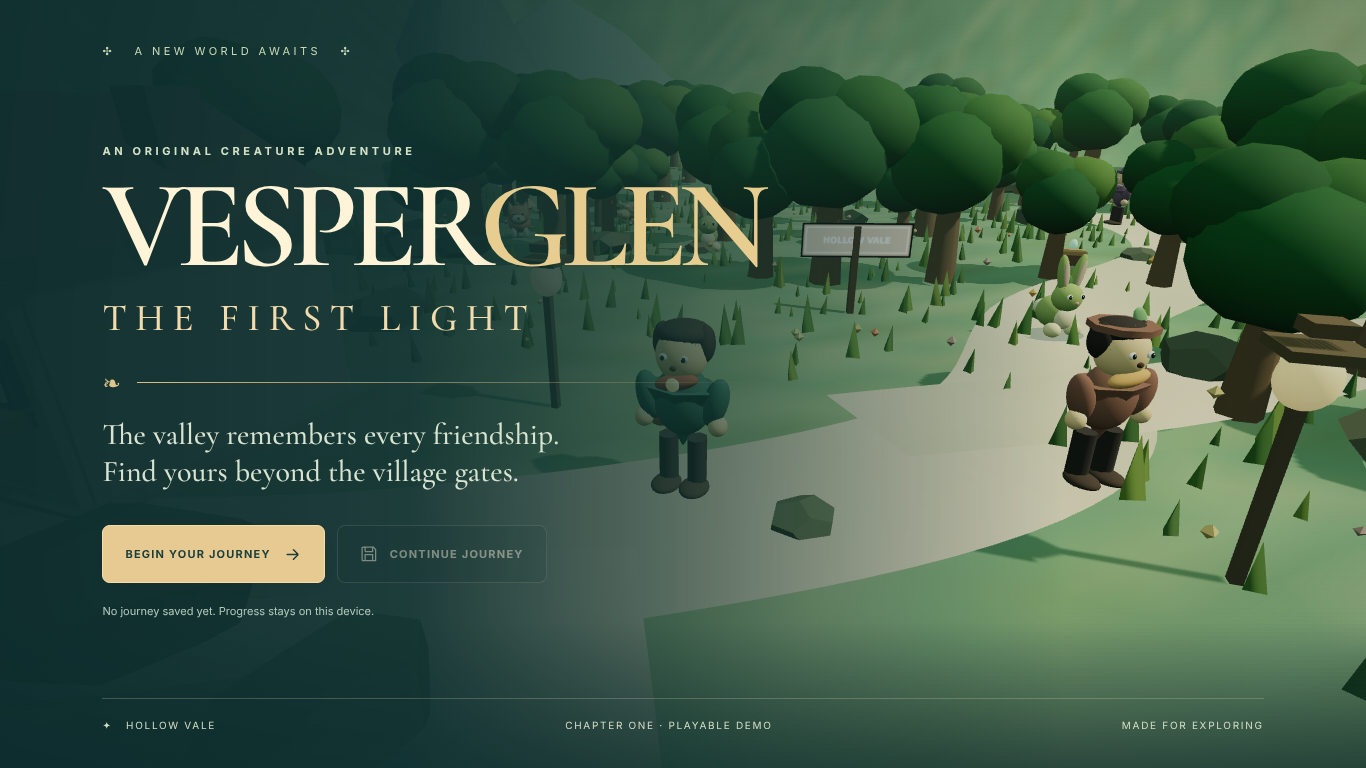 A NEW WORLD AWAITS
AN ORIGINAL CREATURE ADVENTURE
VESPERGLEN
THE FIRST LIGHT
HOLLOW VALE
The valley remembers every friendship.
Find yours beyond the village gates.
BEGIN YOUR JOURNEY →
CONTINUE JOURNEY
No journey saved yet. Progress stays on this device.
HOLLOW VALE
CHAPTER ONE · PLAYABLE DEMO
MADE FOR EXPLORING